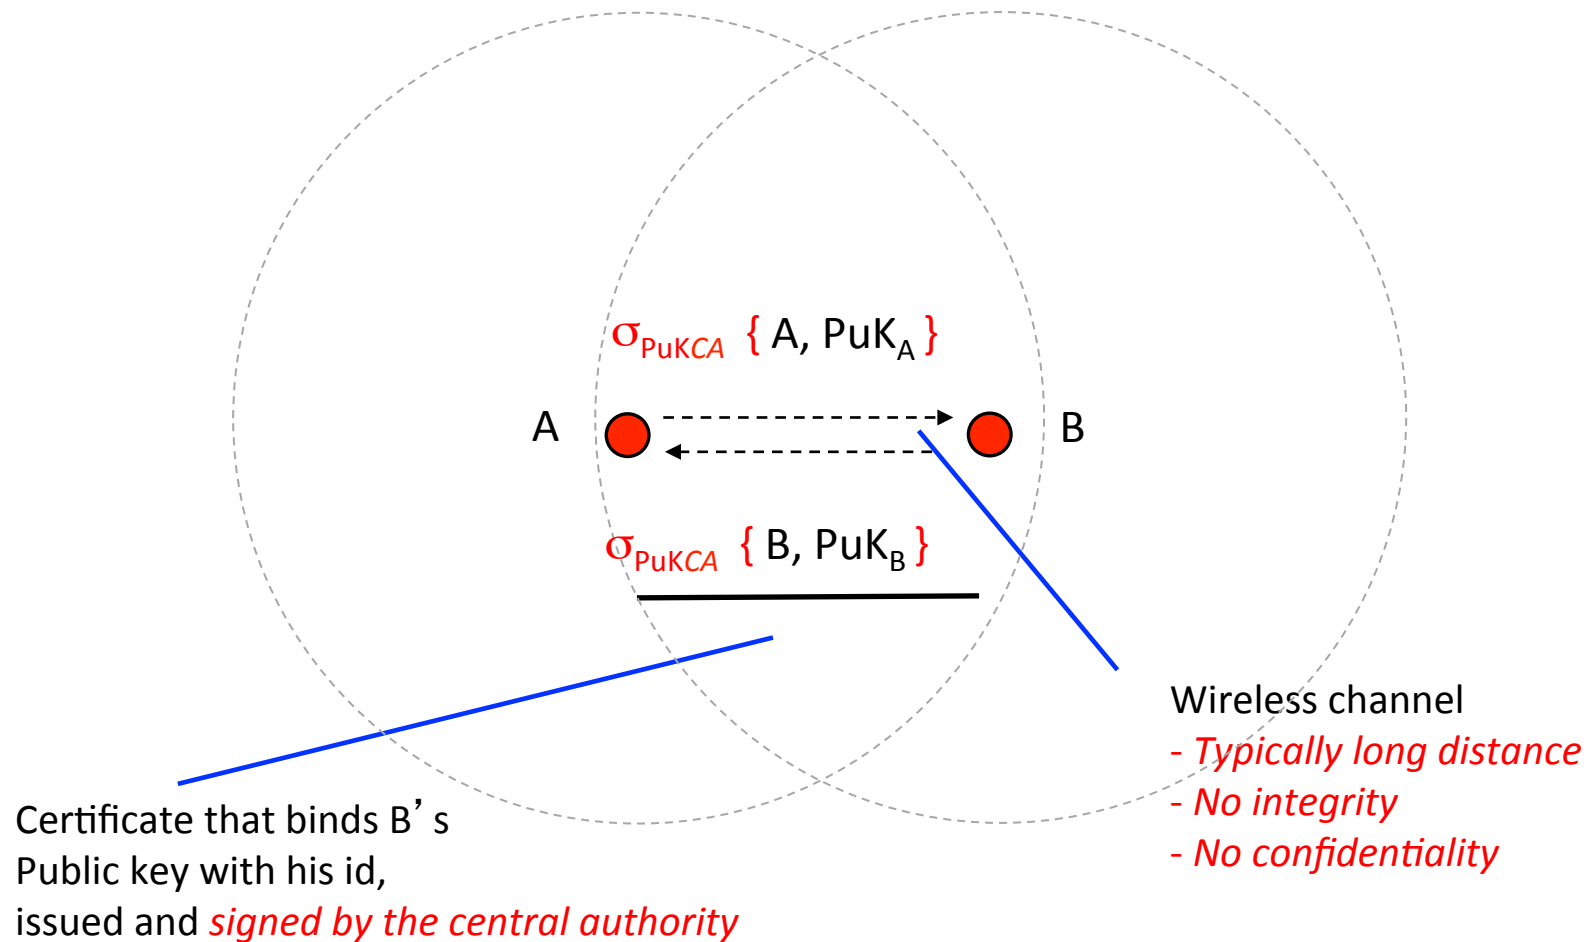 σPuKCA { A, PuKA }
A
B
σPuKCA { B, PuKB }
Wireless channel
- Typically long distance
- No integrity
- No confidentiality
Certificate that binds B’ s
Public key with his id,
issued and signed by the central authority